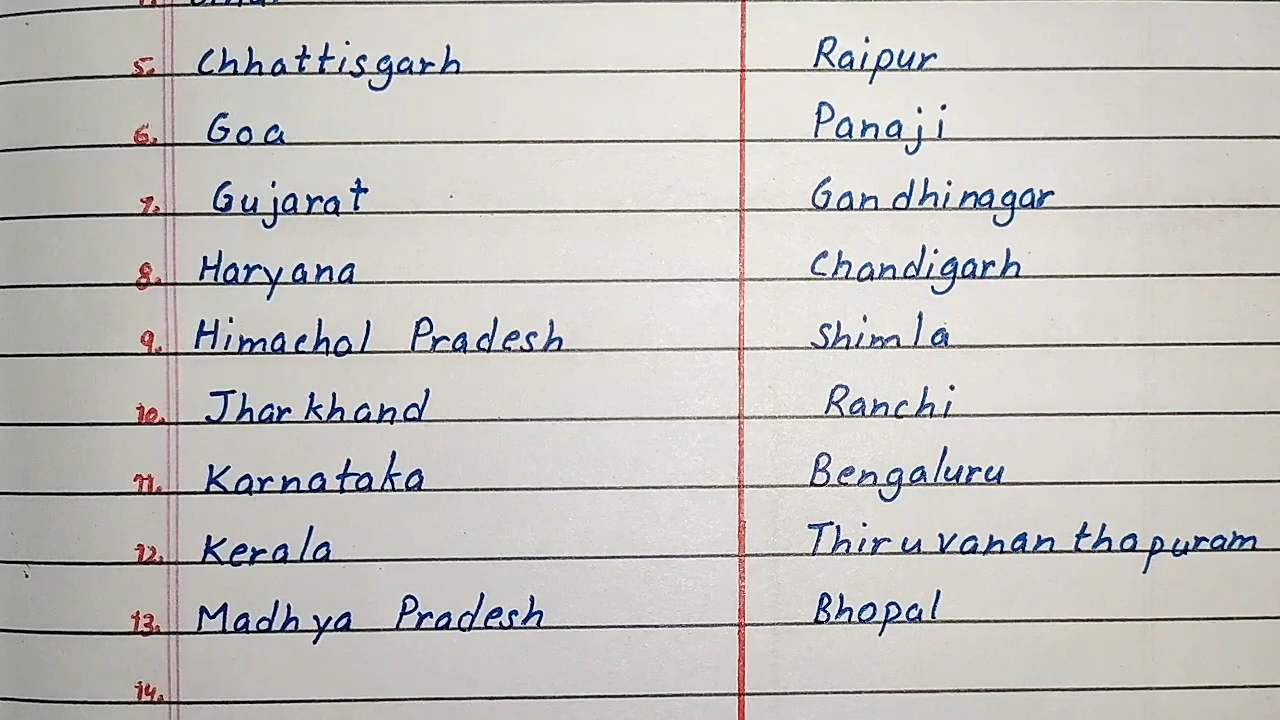 5. Chhattisgarh Raipur
6. Goa Panaji
7. Gujarat Gandhinagar
8. Haryana Chandigarh
9. Himachal Pradesh Shimla
10. Jharkhand Ranchi
11. Karnataka Bengaluru
12. Kerala Thiruvananthapuram
13. Madhya Pradesh Bhopal
14.